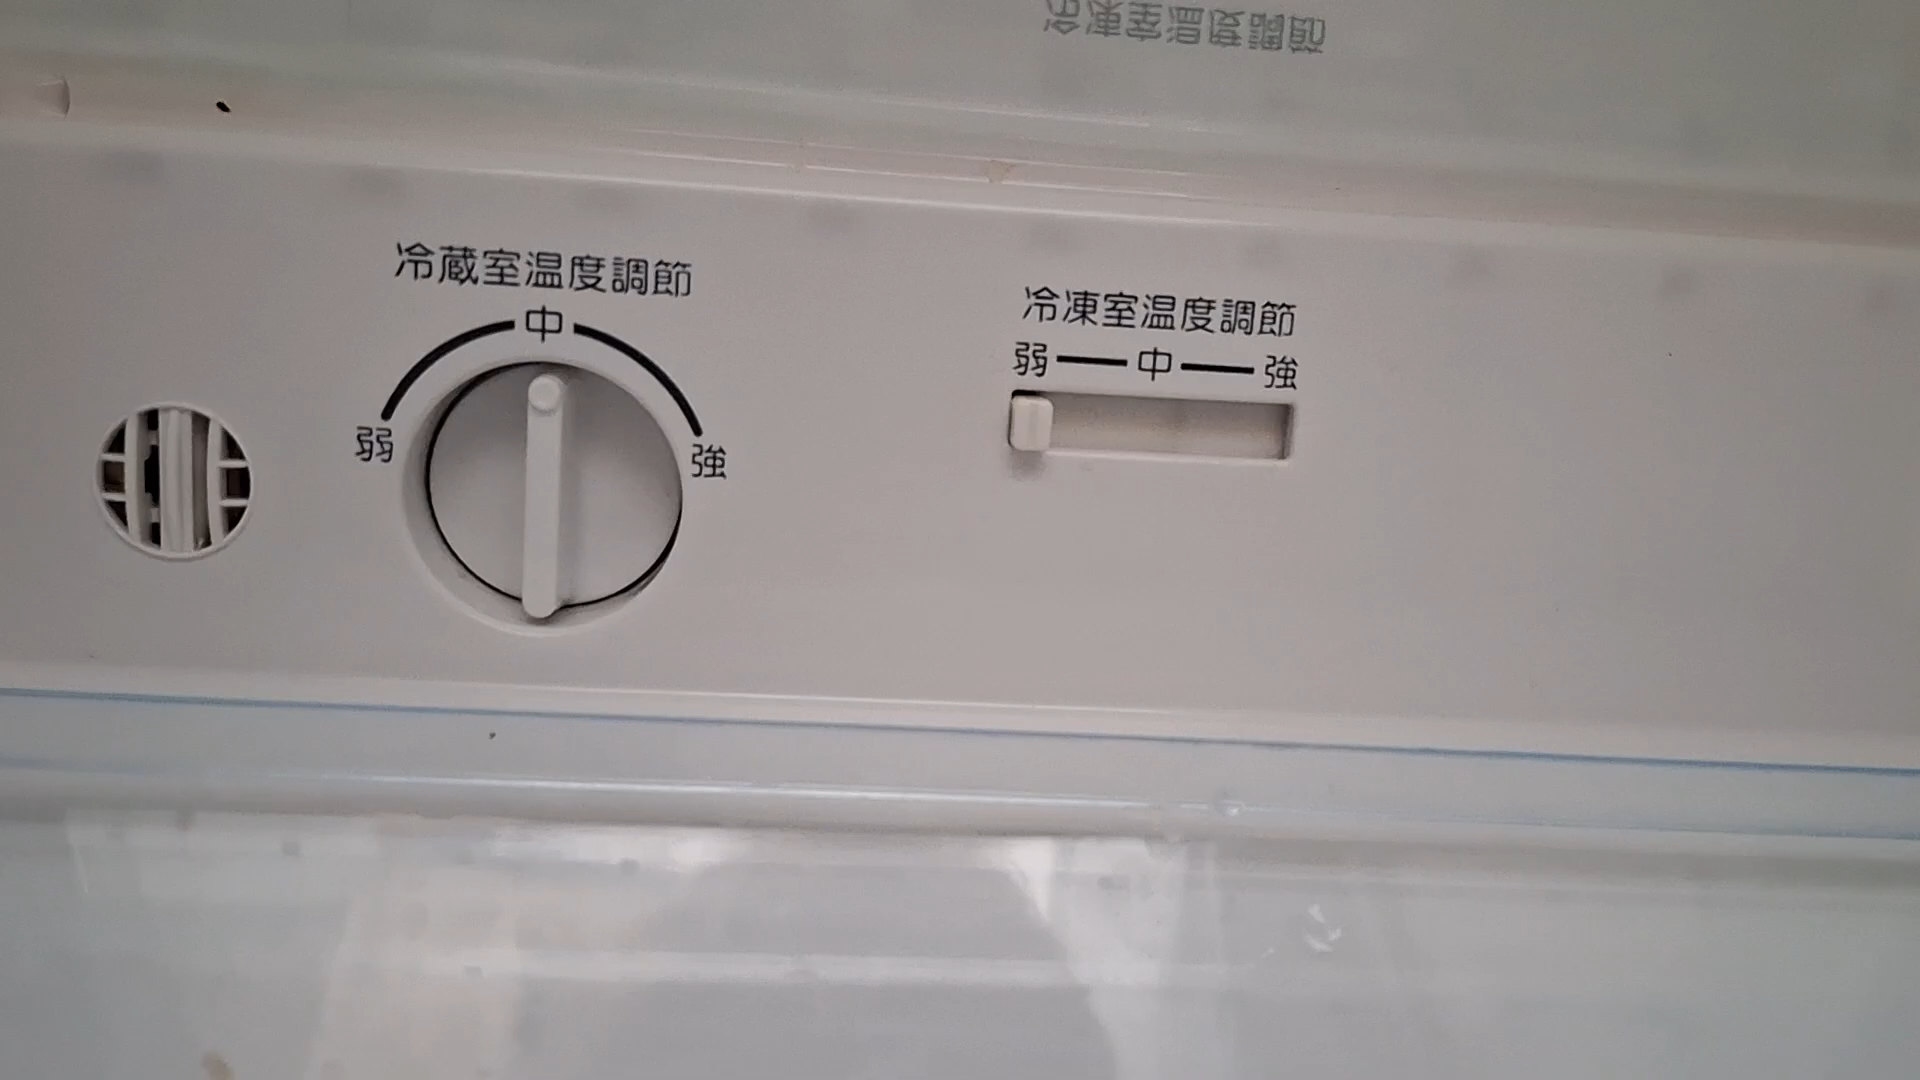 冷蔵室温度調節
中
弱
強
冷凍室温度調節
弱 中 強